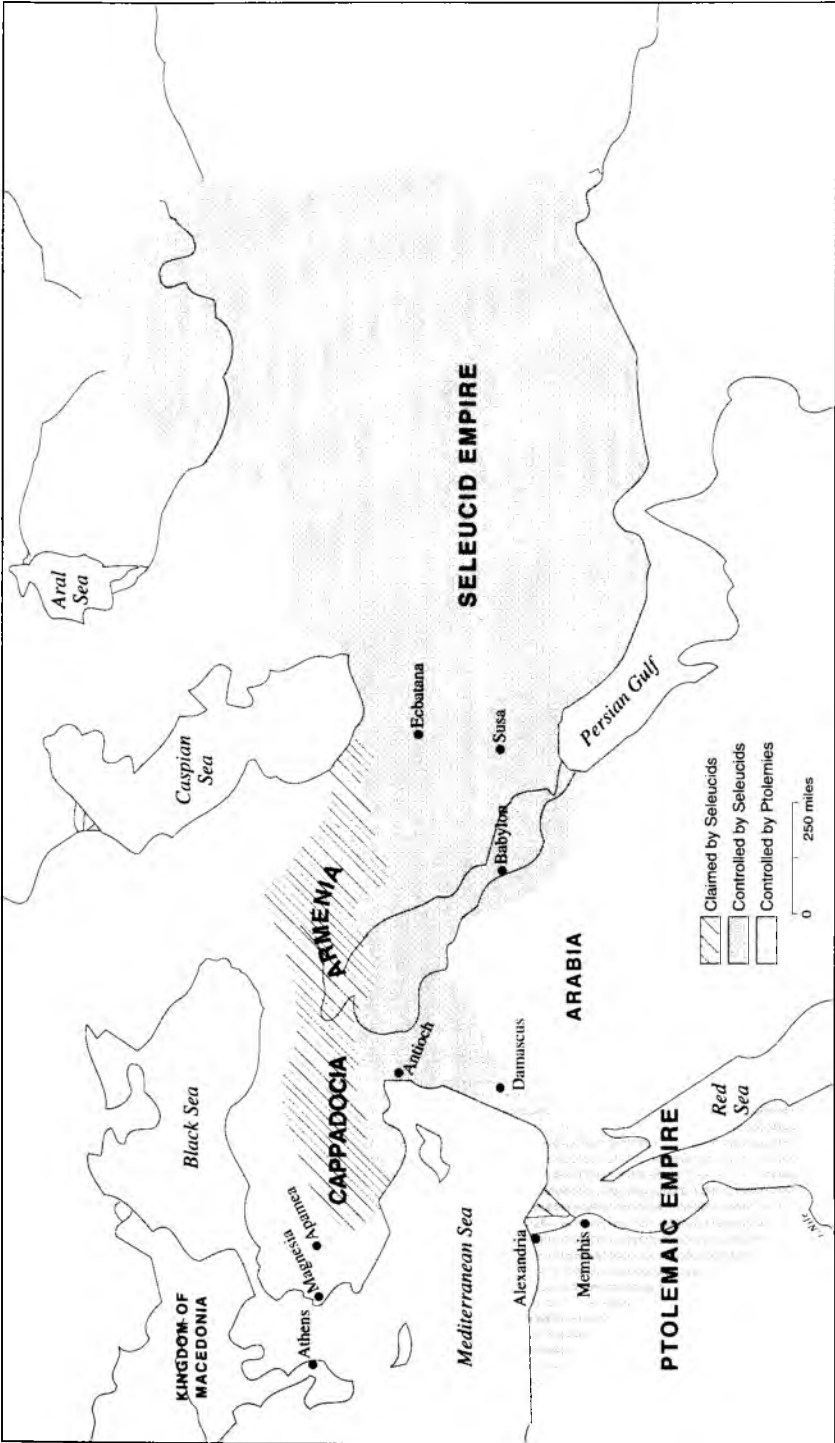 Aral
Sea
Caspian
Sea
Black Sea
KINGDOM OF
MACEDONIA
ARMENIA
CAPPADOCIA
Magnesia
Apamea
Athens
Ecbatana
SELEUCID EMPIRE
Antioch
Susa
Babylon
Mediterranean Sea
Damascus
Persian Gulf
Alexandria
Memphis
ARABIA
PTOLEMAIC EMPIRE
Red
Sea
Nile
Claimed by Seleucids
Controlled by Seleucids
Controlled by Ptolemies
0 250 miles